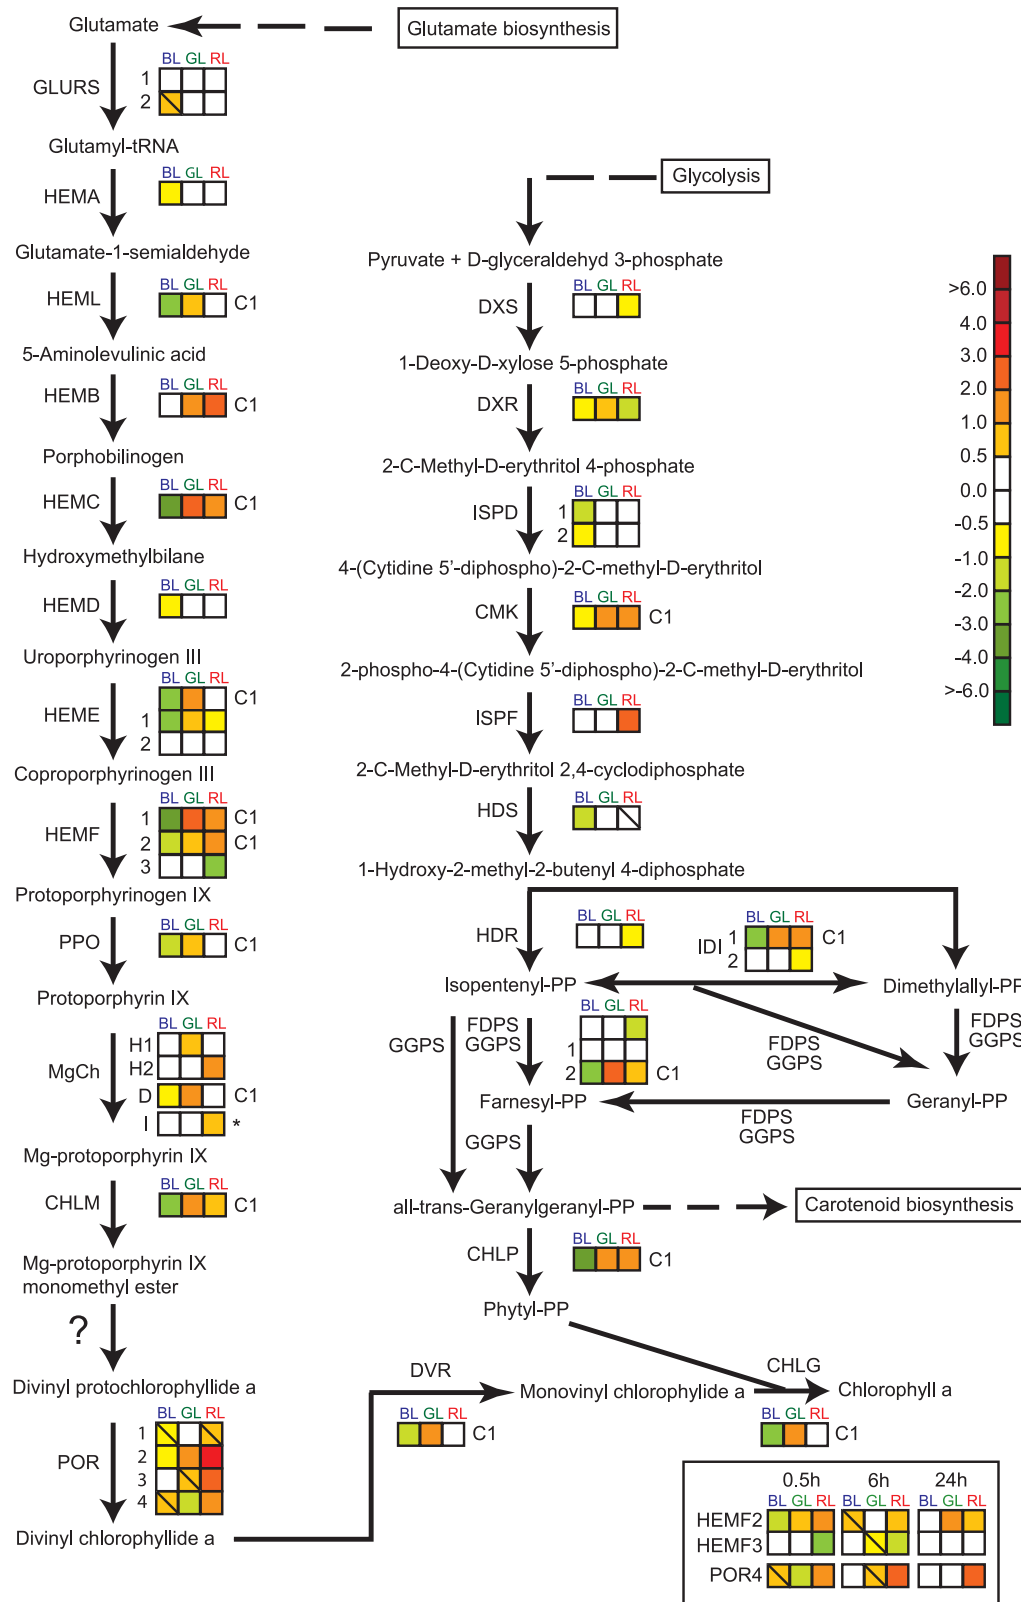 Glutamate
Glutamate biosynthesis
BL GL RL
GLURS
1
2
Glutamyl-tRNA
HEMA
BL GL RL
Glutamate-1-semialdehyde
HEML
BL GL RL
C1
5-Aminolevulinic acid
HEMB
BL GL RL
C1
Porphobilinogen
HEMC
BL GL RL
C1
Hydroxymethylbilane
HEMD
BL GL RL
Uroporphyrinogen III
HEME
BL GL RL
C1
1
2
Coproporphyrinogen III
HEMF
BL GL RL
1 C1
2 C1
3
Protoporphyrinogen IX
PPO
BL GL RL
C1
Protoporphyrin IX
MgCh
BL GL RL
H1
H2
D C1
I *
Mg-protoporphyrin IX
CHLM
BL GL RL
C1
Mg-protoporphyrin IX
monomethyl ester
?
Divinyl protochlorophyllide a
POR
BL GL RL
1
2
3
4
Divinyl chlorophyllide a
Glycolysis
Pyruvate + D-glyceraldehyd 3-phosphate
DXS
BL GL RL
1-Deoxy-D-xylose 5-phosphate
DXR
BL GL RL
2-C-Methyl-D-erythritol 4-phosphate
ISPD
BL GL RL
1
2
4-(Cytidine 5'-diphospho)-2-C-methyl-D-erythritol
CMK
BL GL RL
C1
2-phospho-4-(Cytidine 5'-diphospho)-2-C-methyl-D-erythritol
ISPF
BL GL RL
2-C-Methyl-D-erythritol 2,4-cyclodiphosphate
HDS
BL GL RL
1-Hydroxy-2-methyl-2-butenyl 4-diphosphate
HDR
BL GL RL
IDI
BL GL RL
1 C1
2
Isopentenyl-PP
Dimethylallyl-PP
GGPS
FDPS
GGPS
BL GL RL
1
2 C1
FDPS
GGPS
FDPS
GGPS
Farnesyl-PP
Geranyl-PP
FDPS
GGPS
GGPS
all-trans-Geranylgeranyl-PP
Carotenoid biosynthesis
CHLP
BL GL RL
C1
Phytyl-PP
DVR
BL GL RL
C1
Monovinyl chlorophylide a
CHLG
Chlorophyll a
BL GL RL
C1
>6.0
4.0
3.0
2.0
1.0
0.5
0.0
-0.5
-1.0
-2.0
-3.0
-4.0
>-6.0
0.5h 6h 24h
BL GL RL BL GL RL BL GL RL
HEMF2
HEMF3
POR4